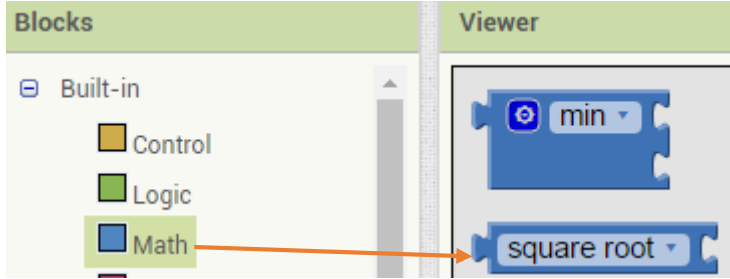 Blocks
Viewer
Built-in
Control
Logic
Math
min
square root